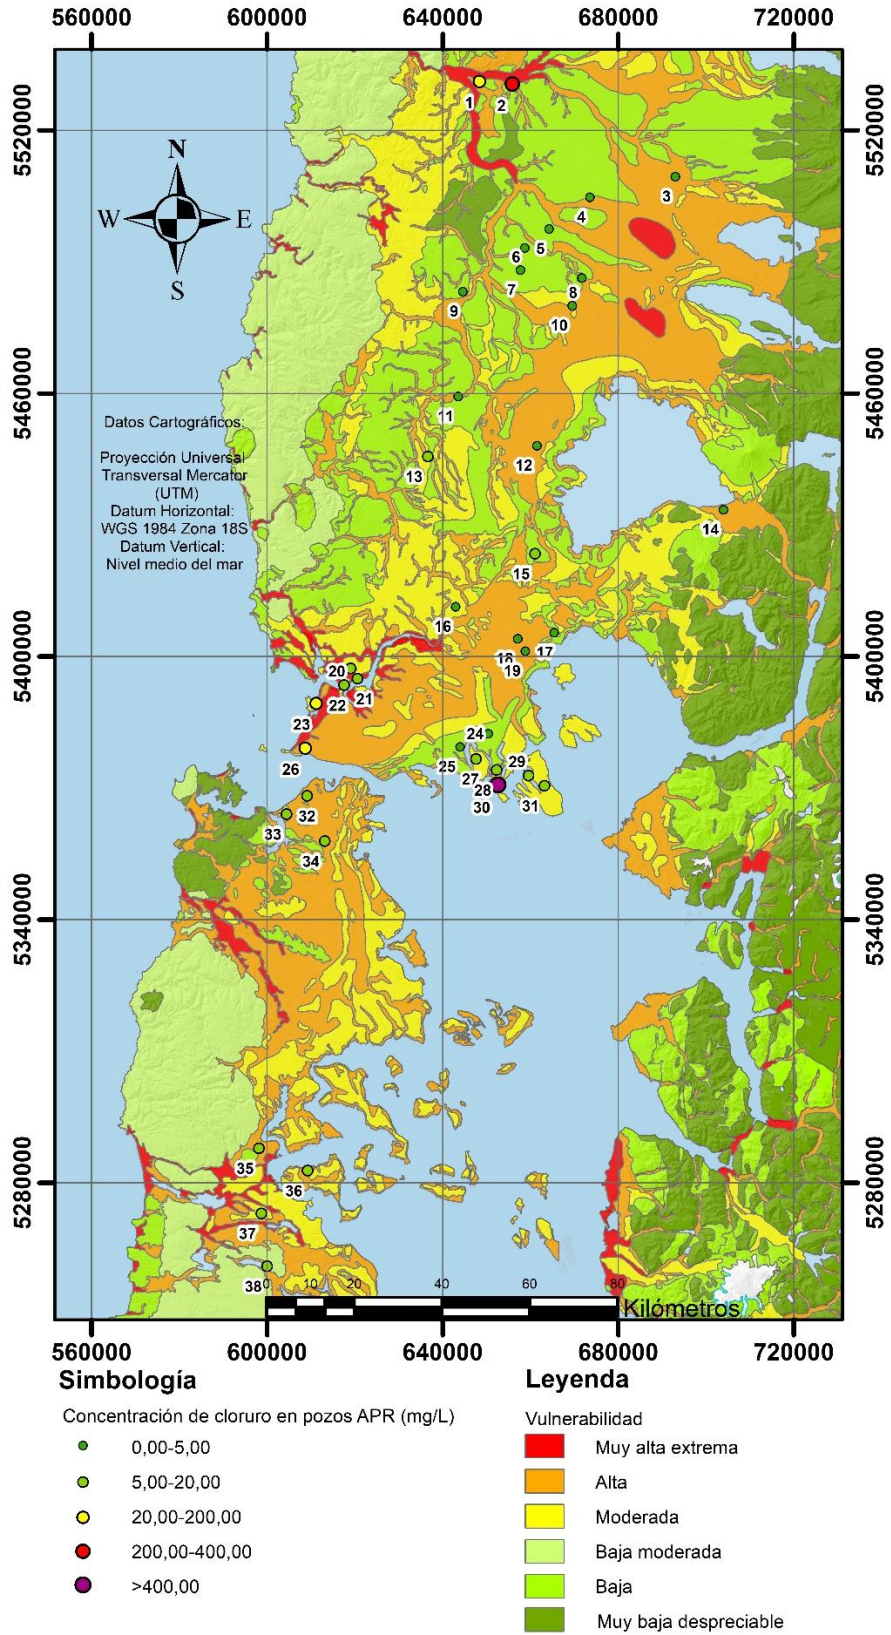 560000 600000 640000 680000 720000
5520000
5520000
5460000
5460000
5400000
5400000
5340000
5340000
5280000
5280000
N
W
E
S
Datos Cartográficos:
Proyección Universal
Transversal Mercator
(UTM)
Datum Horizontal:
WGS 1984 Zona 18S
Datum Vertical:
Nivel medio del mar
1
2
3
4
5
6
7
8
9
10
11
12
13
14
15
16
17
18
19
20
21
22
23
24
25
26
27
28
29
30
31
32
33
34
35
36
37
38
0 10 20 40 60 80
Kilómetros
560000 600000 640000 680000 720000
Simbología
Concentración de cloruro en pozos APR (mg/L)
0,00-5,00
5,00-20,00
20,00-200,00
200,00-400,00
>400,00
Leyenda
Vulnerabilidad
Muy alta extrema
Alta
Moderada
Baja moderada
Baja
Muy baja despreciable